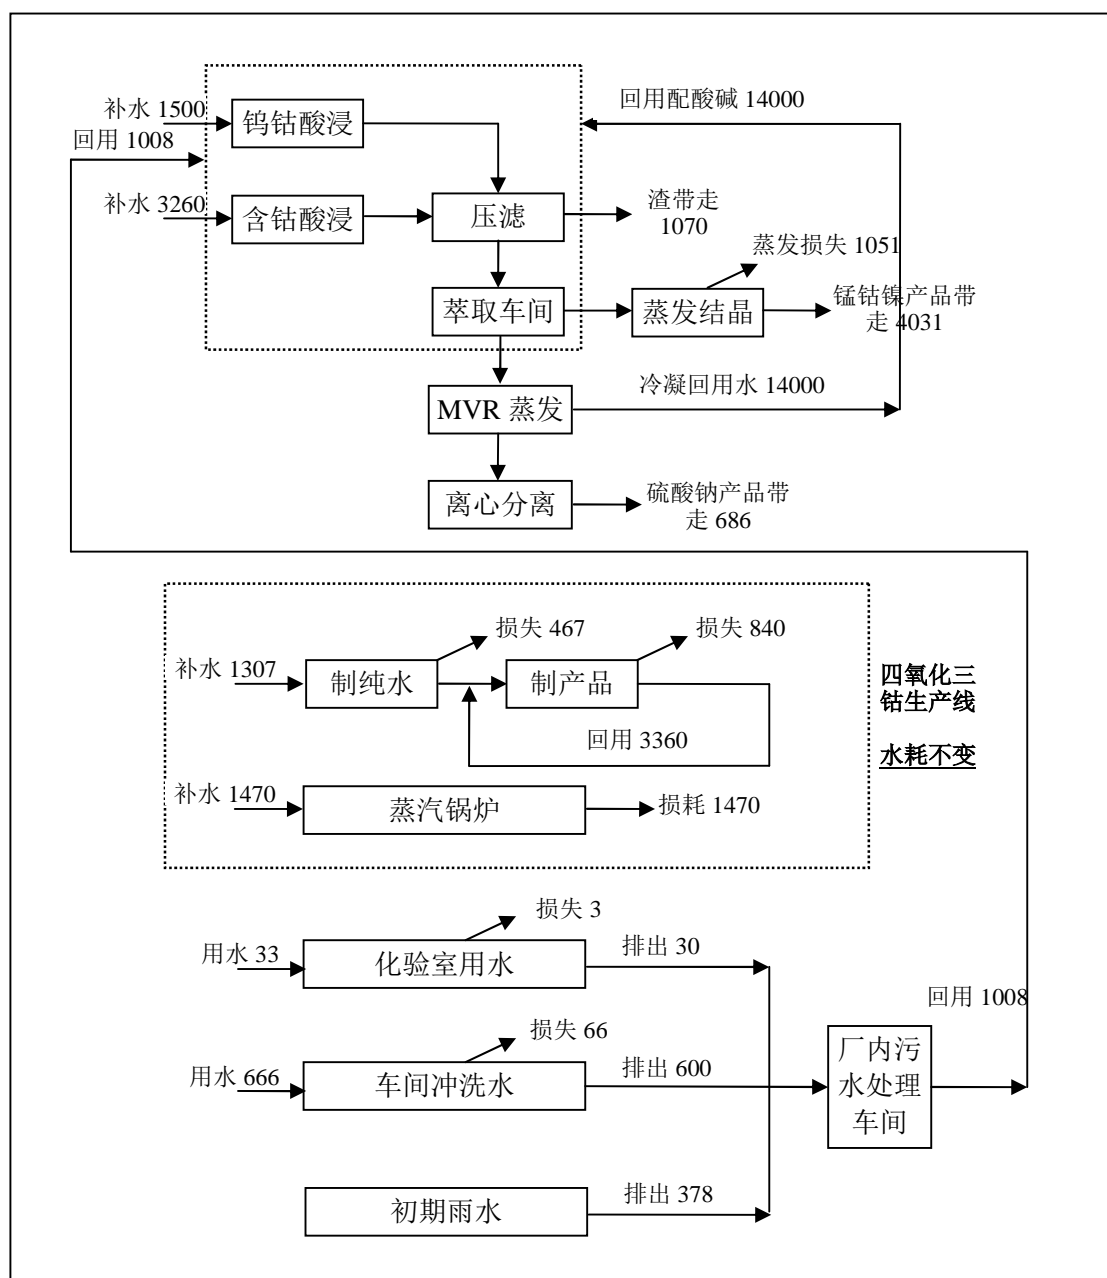 补水 1500
钨钴酸浸
回用配酸碱 14000
回用 1008
补水 3260
含钴酸浸
压滤
渣带走
1070
蒸发损失 1051
萃取车间
蒸发结晶
锰钴镍产品带
走 4031
MVR 蒸发
冷凝回用水 14000
离心分离
硫酸钠产品带
走 686
损失 467
损失 840
补水 1307
制纯水
制产品
四氧化三
钴生产线
回用 3360
水耗不变
补水 1470
蒸汽锅炉
损耗 1470
损失 3
用水 33
化验室用水
排出 30
回用 1008
损失 66
用水 666
车间冲洗水
排出 600
厂内污
水处理
车间
初期雨水
排出 378